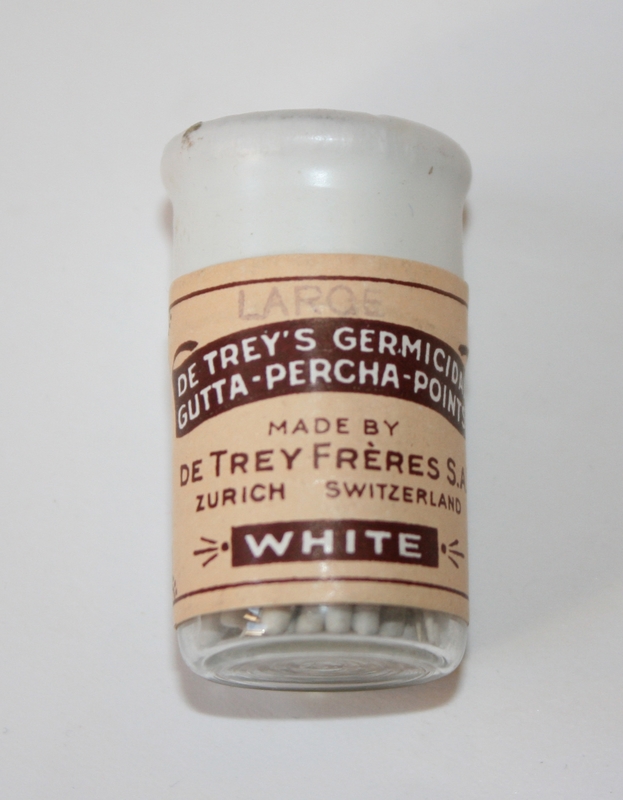 LARGE
DE TREY'S GERMICIDA
GUTTA-PERCHA-POINTS
MADE BY
DE TREY FRÈRES S.A
ZURICH SWITZERLAND
WHITE